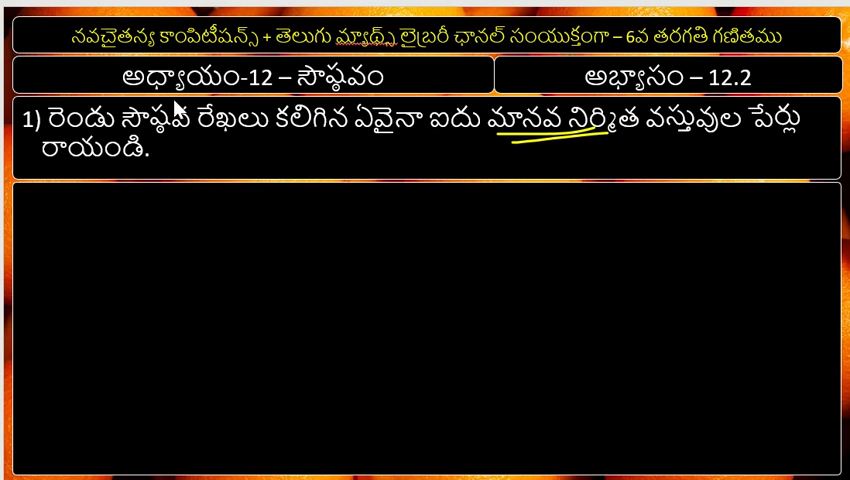 నవచైతన్య కాంపిటీషన్స్ + తెలుగు మ్యాథ్స్ లైబ్రరీ ఛానల్ సంయుక్తంగా – 6వ తరగతి గణితము
అధ్యాయం-12 – సౌష్ఠవం
అభ్యాసం – 12.2
1) రెండు సౌష్ఠవ రేఖలు కలిగిన ఏవైనా ఐదు మానవ నిర్మిత వస్తువుల పేర్లు
రాయండి.